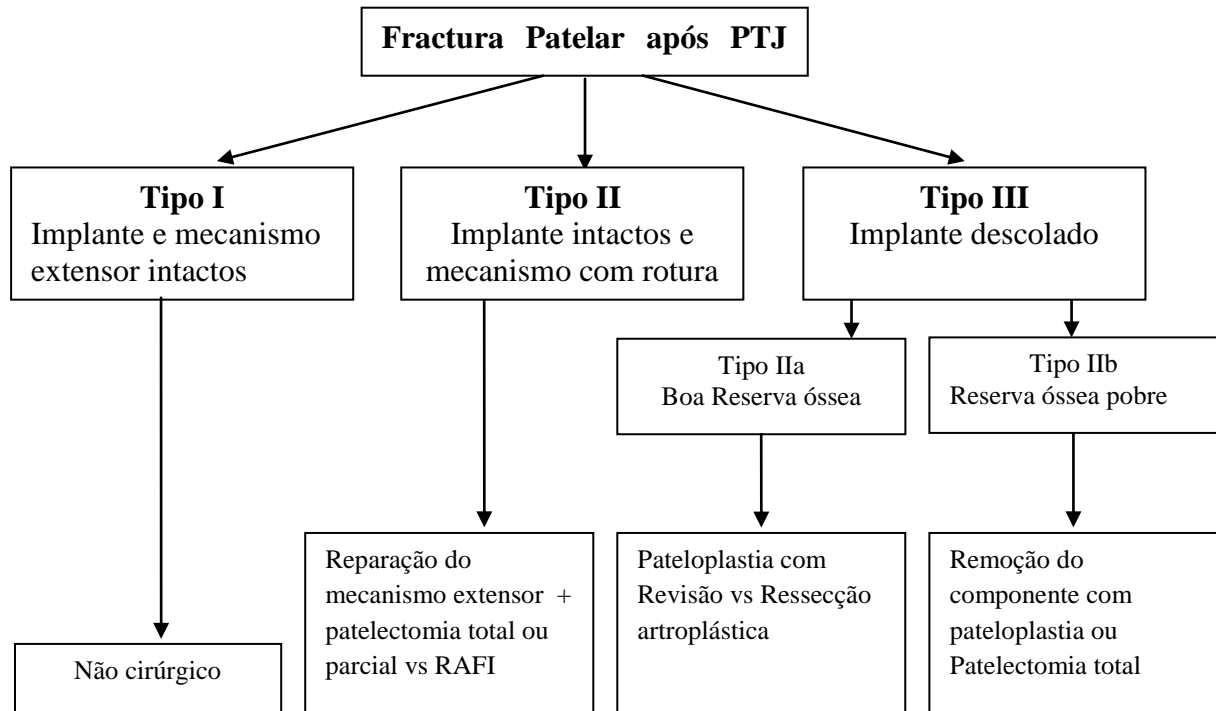 Fractura Patelar após PTJ
Tipo I
Implante e mecanismo
extensor intactos
Tipo II
Implante intactos e
mecanismo com rotura
Tipo III
Implante descolado
Tipo IIa
Boa Reserva óssea
Tipo IIb
Reserva óssea pobre
Não cirúrgico
Reparação do
mecanismo extensor +
patelectomia total ou
parcial vs RAFI
Pateloplastia com
Revisão vs Ressecção
artroplástica
Remoção do
componente com
pateloplastia ou
Patelectomia total